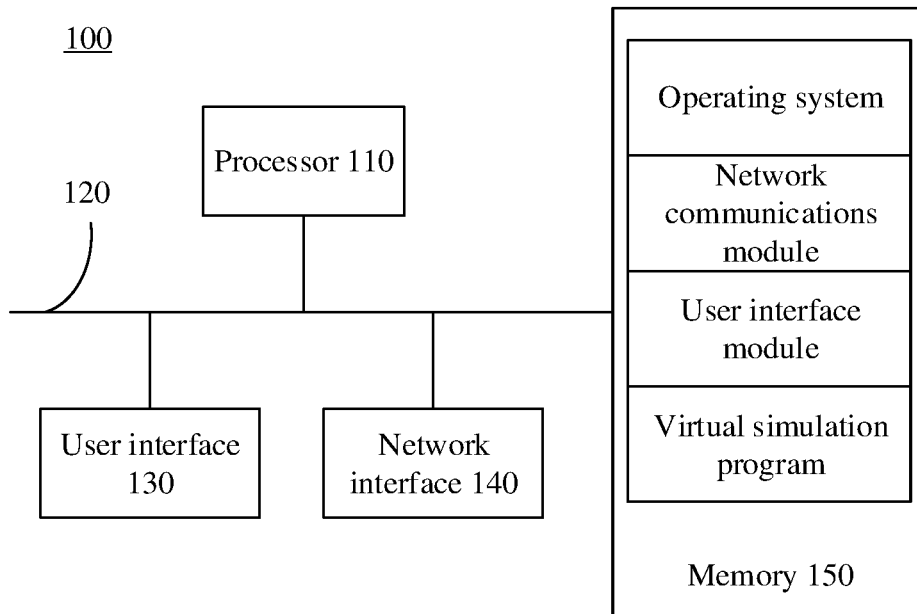 100
Processor 110
120
User interface
130
Network
interface 140
Operating system
Network
communications
module
User interface
module
Virtual simulation
program
Memory 150